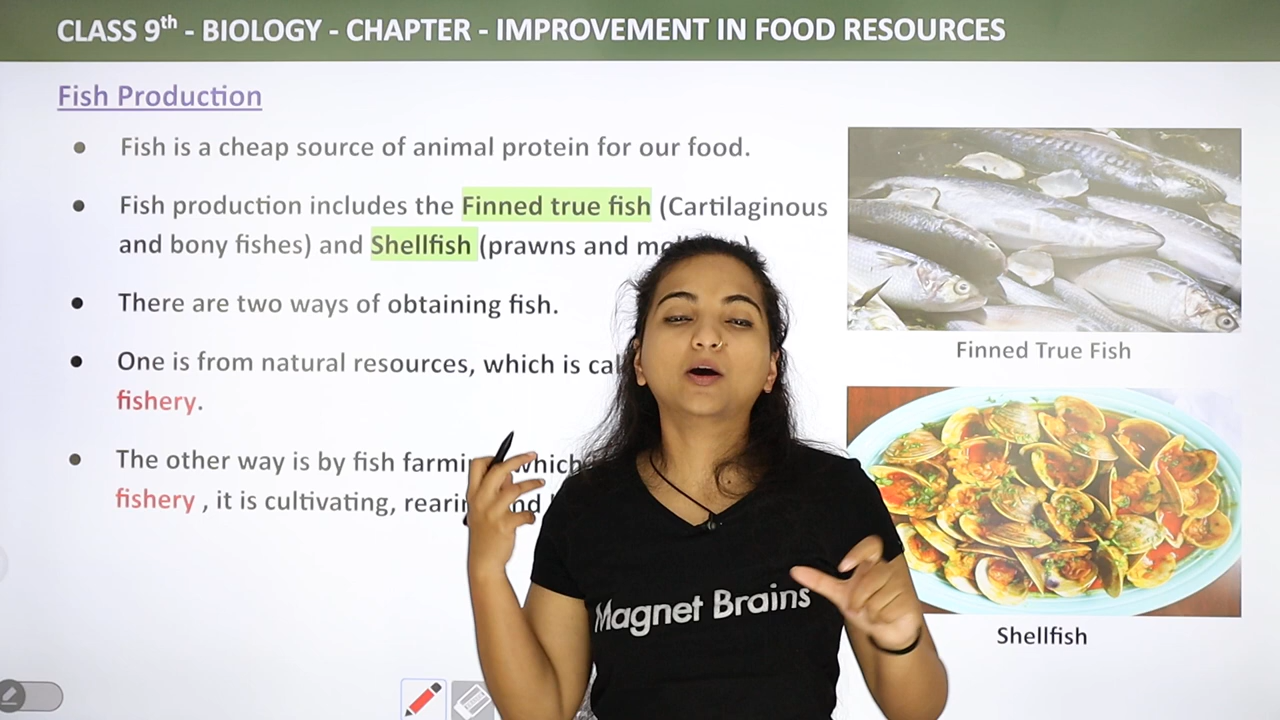 CLASS 9th - BIOLOGY - CHAPTER - IMPROVEMENT IN FOOD RESOURCES
Fish Production
● Fish is a cheap source of animal protein for our food.
● Fish production includes the Finned true fish (Cartilaginous
and bony fishes) and Shellfish (prawns and
● There are two ways of obtaining fish.
● One is from natural resources, which is
fishery.
● The other way is by fish farming which
fishery , it is cultivating,
Finned True Fish
Shellfish
Magnet Brains